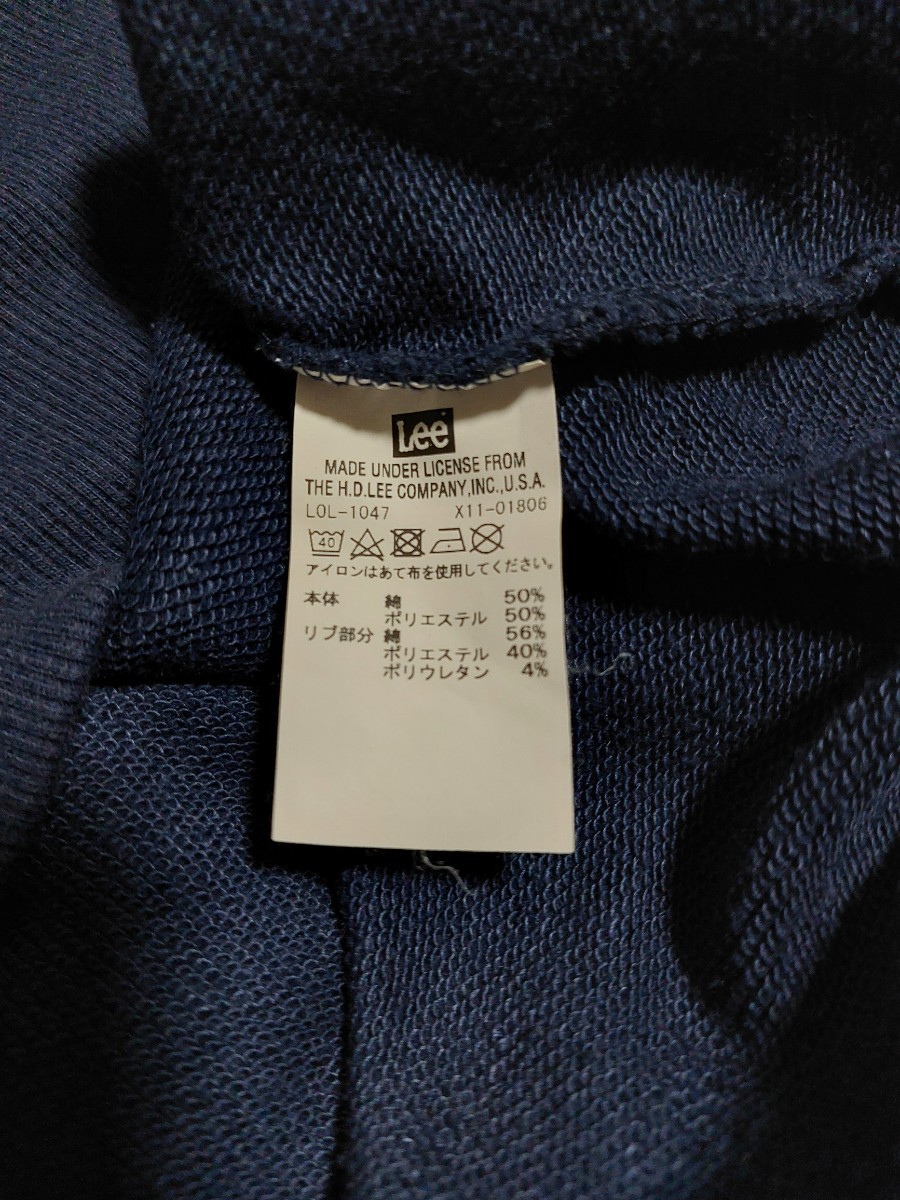 Lee
MADE UNDER LICENSE FROM
THE H.D.LEE COMPANY,INC.,U.S.A.
LOL-1047 X11-01806
40
アイロンはあて布を使用してください。
本体 綿 50%
ポリエステル 50%
リブ部分 綿 56%
ポリエステル 40%
ポリウレタン 4%